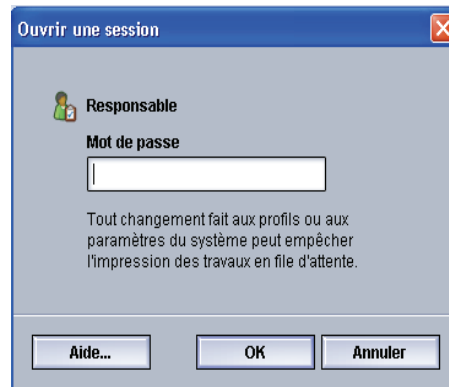 Ouvrir une session
Responsable
Mot de passe
Tout changement fait aux profils ou aux
paramètres du système peut empêcher
l'impression des travaux en file d'attente.
Aide... OK Annuler